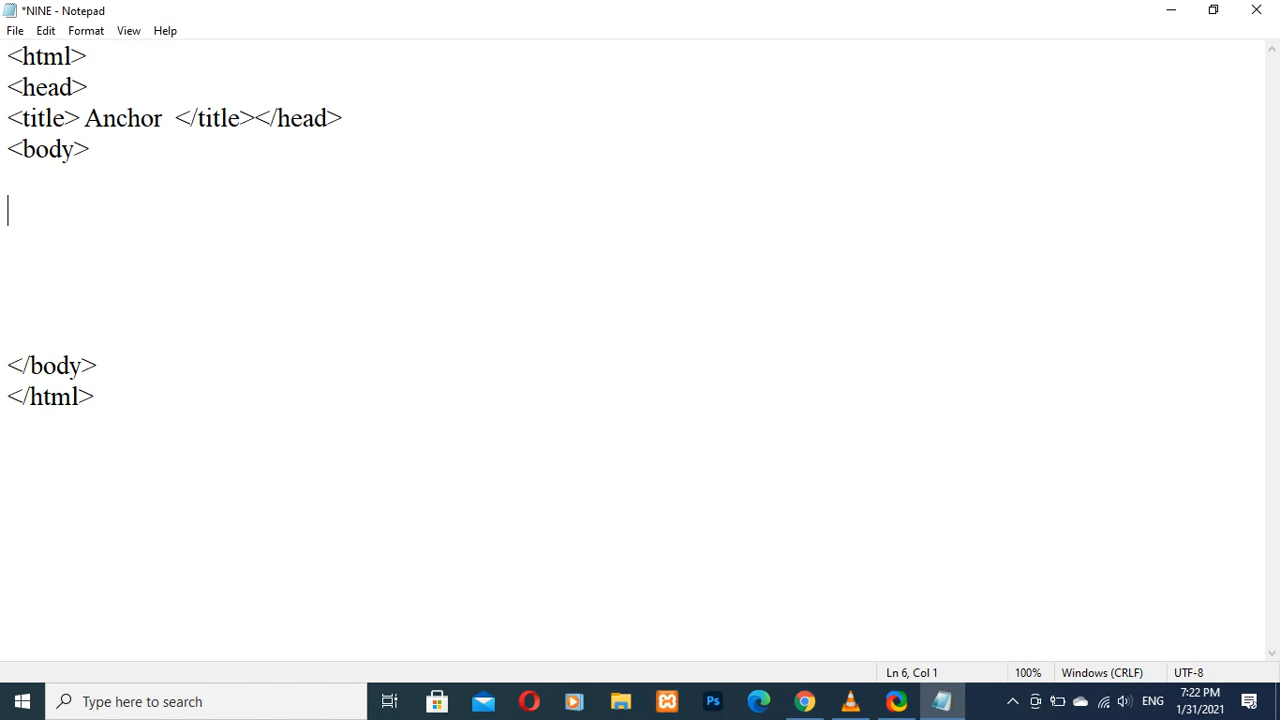 *NINE - Notepad
File Edit Format View Help
<html>
<head>
<title> Anchor  </title></head>
<body>
</body>
</html>
Ln 6, Col 1 100% Windows (CRLF) UTF-8
Type here to search
Ps
ENG
7:22 PM
1/31/2021